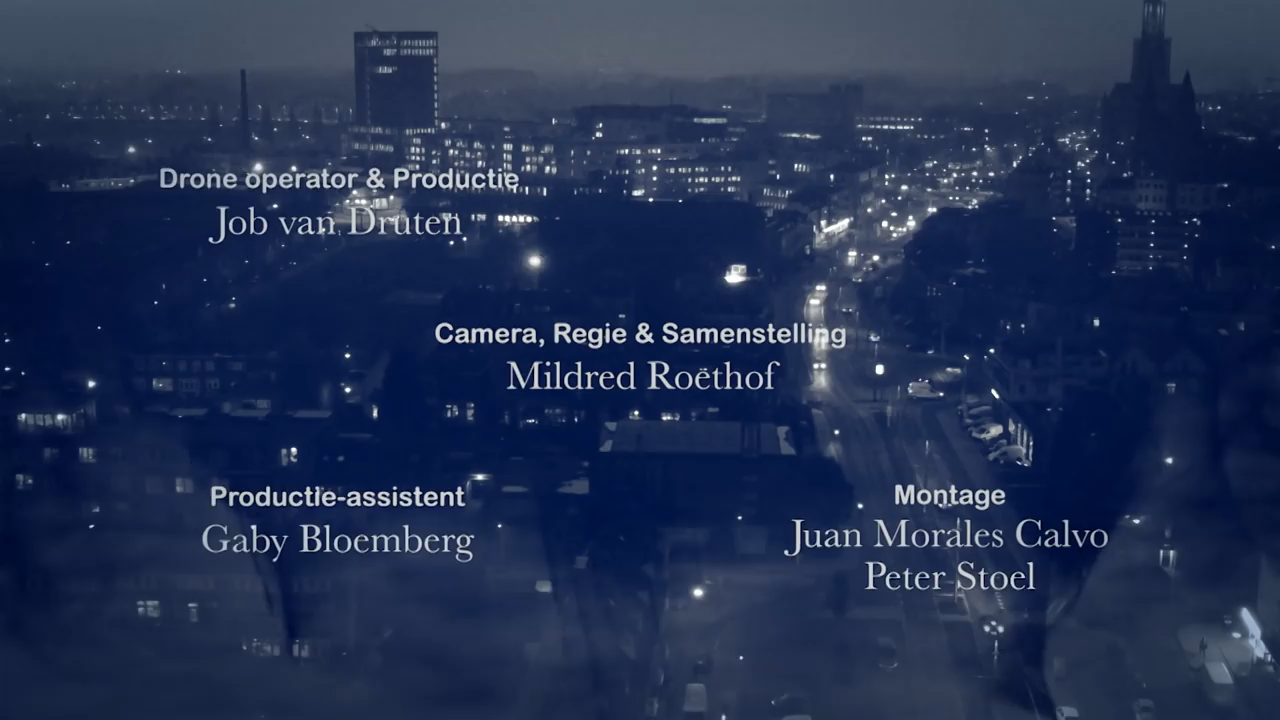 Drone operator & Productie
Job van Druten
Camera, Regie & Samenstelling
Mildred Roëthof
Productie-assistent
Gaby Bloemberg
Montage
Juan Morales Calvo
Peter Stoel